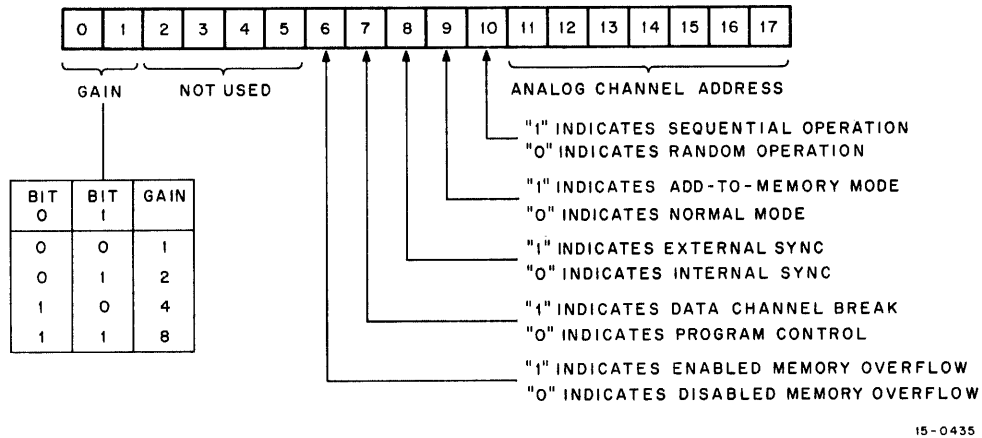 0 1 2 3 4 5 6 7 8 9 10 11 12 13 14 15 16 17
GAIN NOT USED ANALOG CHANNEL ADDRESS
"1" INDICATES SEQUENTIAL OPERATION
"0" INDICATES RANDOM OPERATION
"1" INDICATES ADD-TO-MEMORY MODE
"0" INDICATES NORMAL MODE
"1" INDICATES EXTERNAL SYNC
"0" INDICATES INTERNAL SYNC
"1" INDICATES DATA CHANNEL BREAK
"0" INDICATES PROGRAM CONTROL
"1" INDICATES ENABLED MEMORY OVERFLOW
"0" INDICATES DISABLED MEMORY OVERFLOW
BIT BIT GAIN
0 1
0 0 1
0 1 2
1 0 4
1 1 8
15-0435